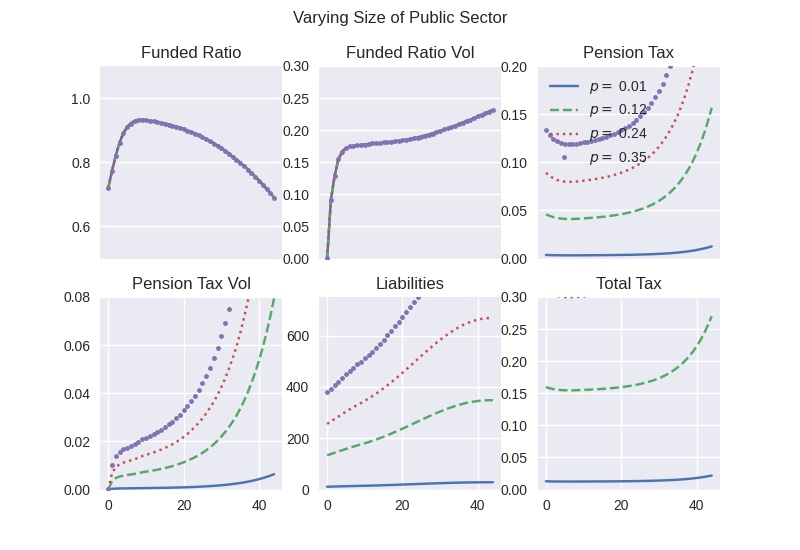 Varying Size of Public Sector
Funded Ratio
1.0
0.8
0.6
Funded Ratio Vol
0.30
0.25
0.20
0.15
0.10
0.05
0.00
Pension Tax
0.20
0.15
0.10
0.05
0.00
p = 0.01
p = 0.12
p = 0.24
p = 0.35
Pension Tax Vol
0.08
0.06
0.04
0.02
0.00
0 20 40
Liabilities
600
400
200
0
0 20 40
Total Tax
0.30
0.25
0.20
0.15
0.10
0.05
0.00
0 20 40